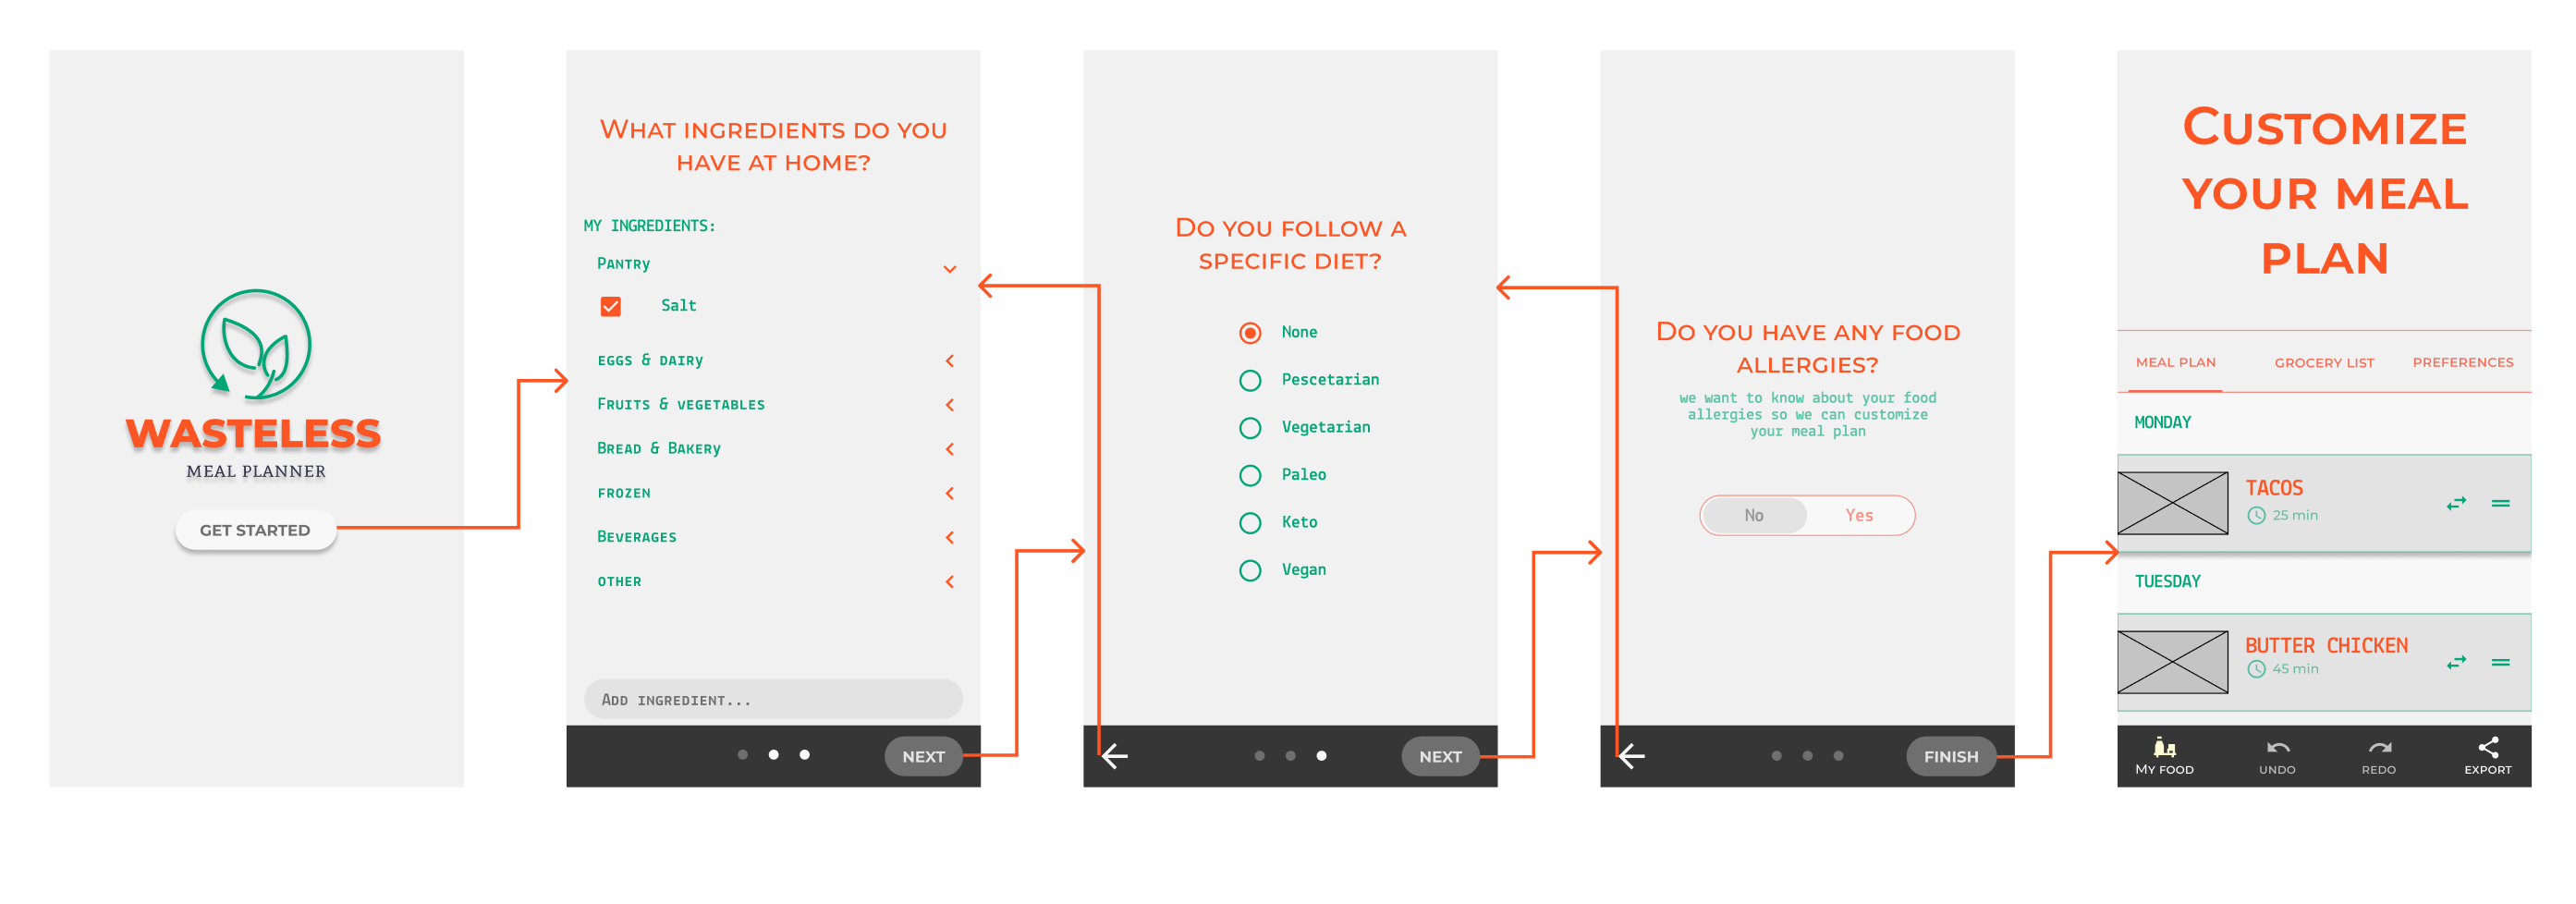 WASTELESS
MEAL PLANNER
GET STARTED
What ingredients do you
have at home?
MY INGREDIENTS:
Pantry
Salt
eggs & dairy
Fruits & vegetables
Bread & Bakery
frozen
Beverages
other
Add ingredient...
NEXT
Do you follow a
specific diet?
None
Pescetarian
Vegetarian
Paleo
Keto
Vegan
NEXT
Do you have any food
allergies?
we want to know about your food
allergies so we can customize
your meal plan
No Yes
FINISH
Customize
your meal
plan
MEAL PLAN GROCERY LIST PREFERENCES
MONDAY
TACOS
25 min
TUESDAY
BUTTER CHICKEN
45 min
My food undo redo export